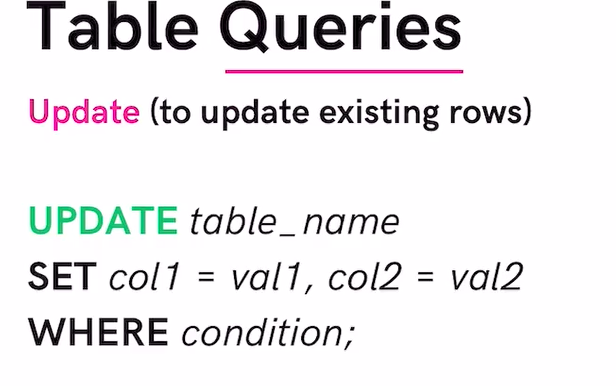 Table Queries
Update (to update existing rows)
UPDATE table_name
SET col1 = val1, col2 = val2
WHERE condition;